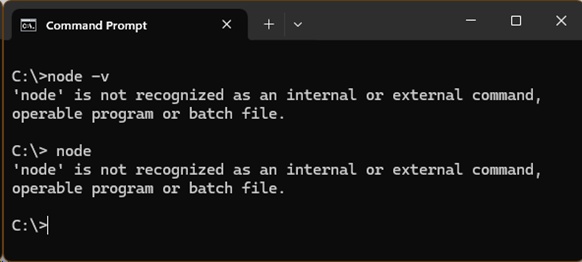 Command Prompt
C:\>node -v
'node' is not recognized as an internal or external command,
operable program or batch file.
C:\> node
'node' is not recognized as an internal or external command,
operable program or batch file.
C:\>